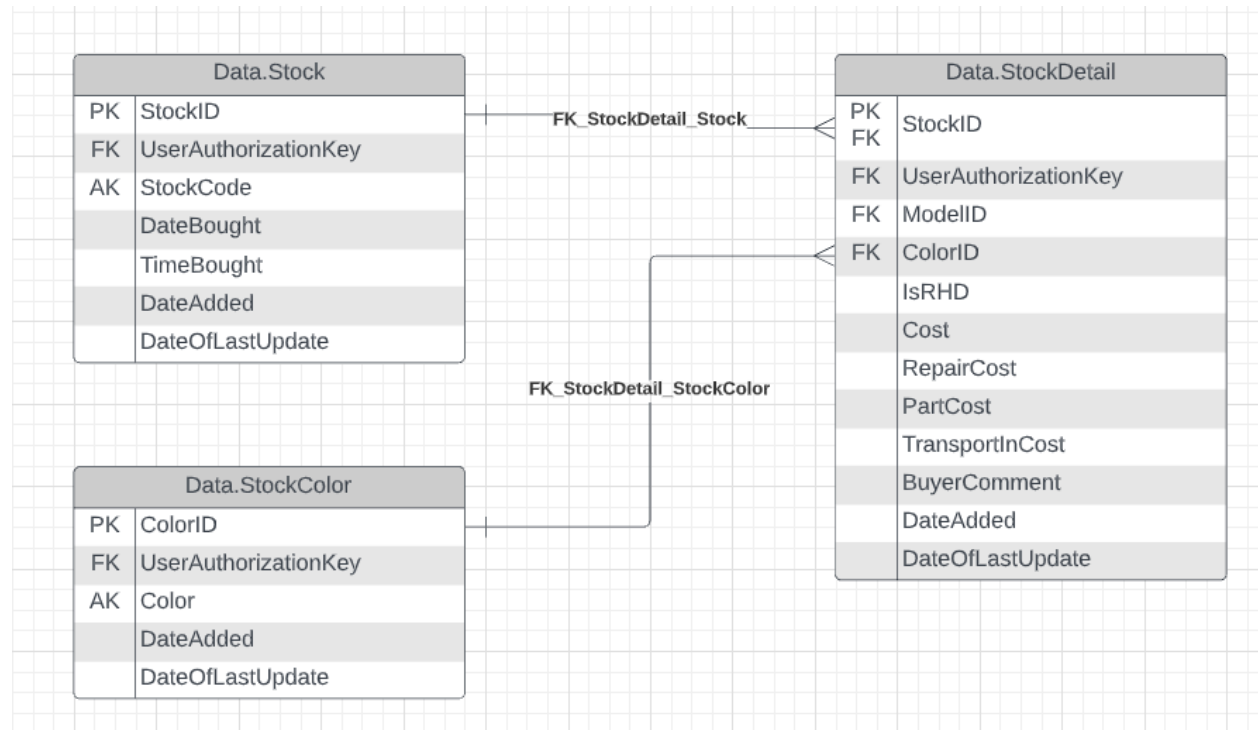 Data.Stock
PK StockID
FK UserAuthorizationKey
AK StockCode
DateBought
TimeBought
DateAdded
DateOfLastUpdate
FK_StockDetail_Stock
Data.StockDetail
PK
FK
StockID
FK UserAuthorizationKey
FK ModelID
FK ColorID
IsRHD
Cost
RepairCost
PartCost
TransportInCost
BuyerComment
DateAdded
DateOfLastUpdate
FK_StockDetail_StockColor
Data.StockColor
PK ColorID
FK UserAuthorizationKey
AK Color
DateAdded
DateOfLastUpdate